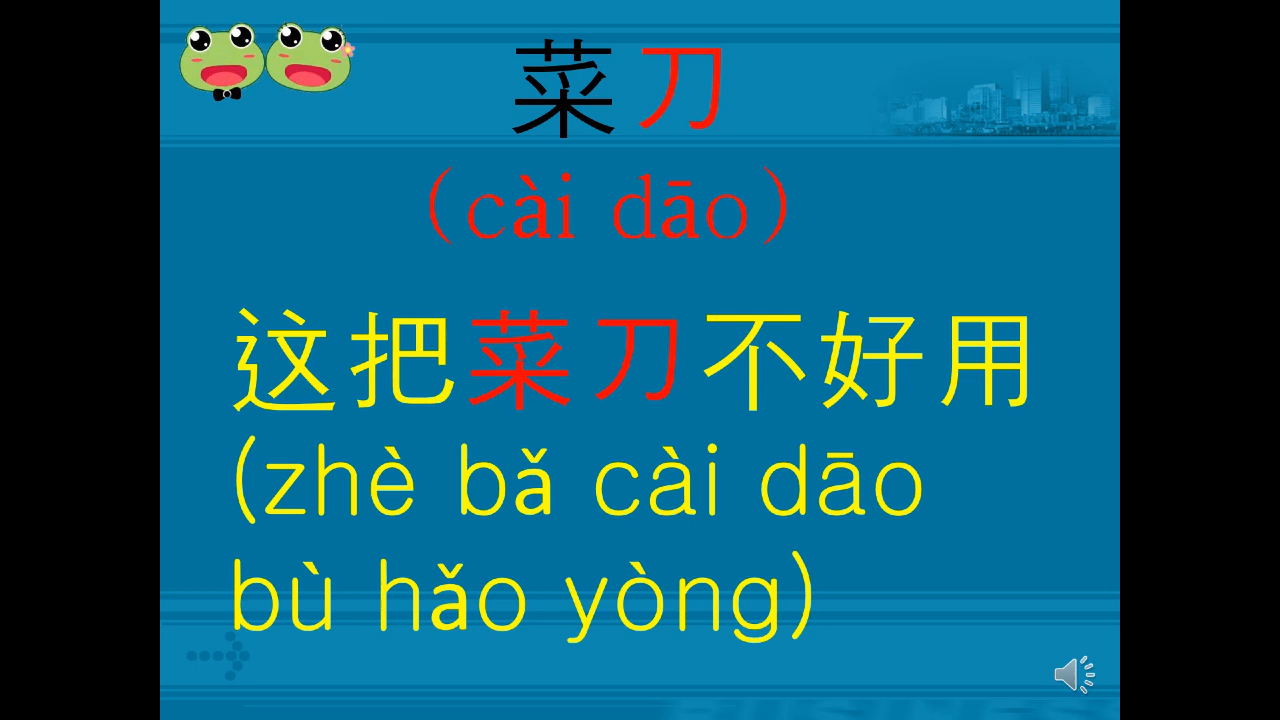 菜刀
（cài dāo）
这把菜刀不好用
(zhè bǎ cài dāo
bù hǎo yòng)